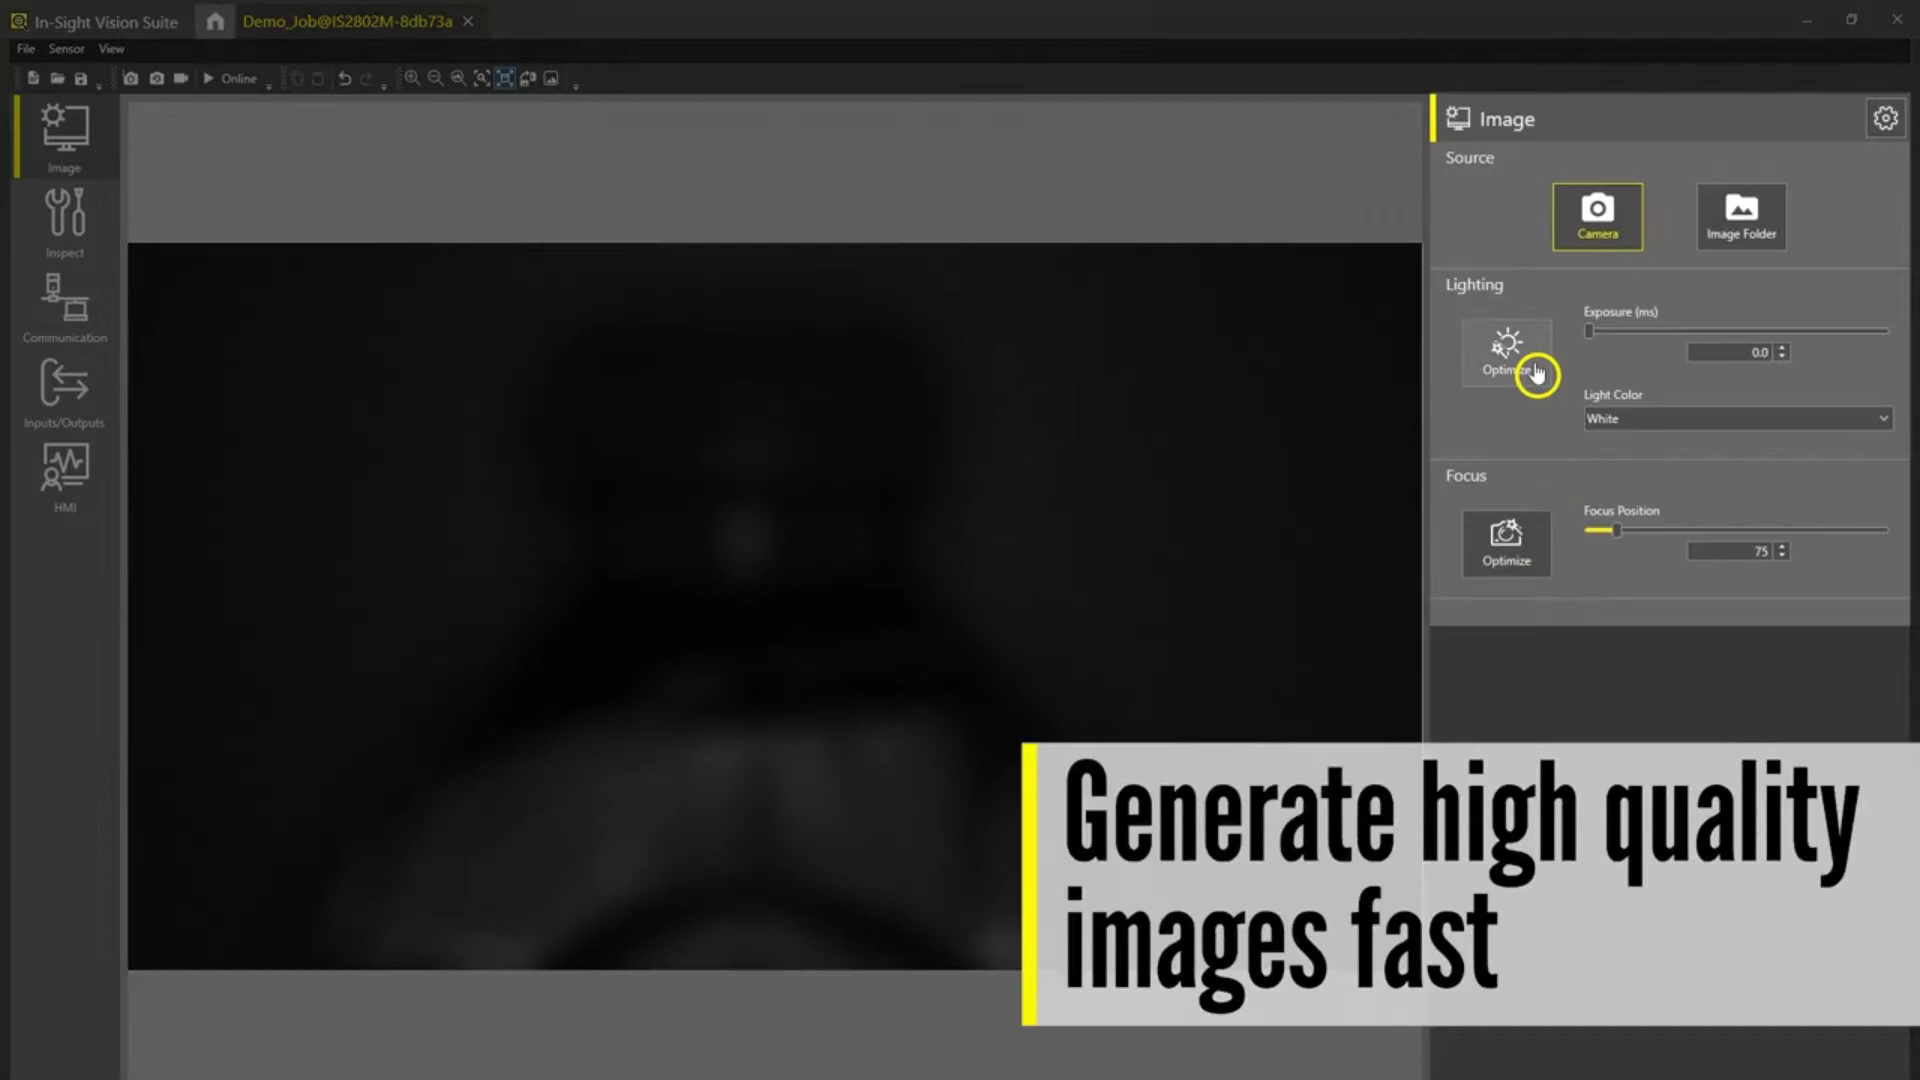 In-Sight Vision Suite
Demo_Job@IS2802M-8db73a
File Sensor View
Online
Image
Inspect
Communication
Inputs/Outputs
HMI
Image
Source
Camera
Image Folder
Lighting
Optimize
Exposure (ms)
0.0
Light Color
White
Focus
Optimize
Focus Position
75
Generate high quality
images fast